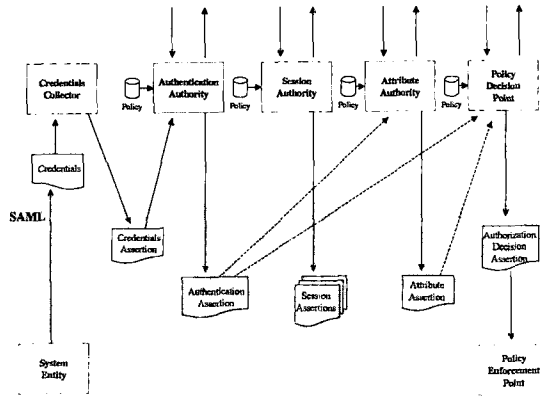 Credentials
Collector
Policy
Authentication
Authority
Policy
Session
Authority
Policy
Attribute
Authority
Policy
Policy
Decision
Point
Credentials
SAML
Credentials
Assertion
Authentication
Assertion
Session
Assertions
Attribute
Assertion
Authorization
Decision
Assertion
System
Entity
Policy
Enforcement
Point